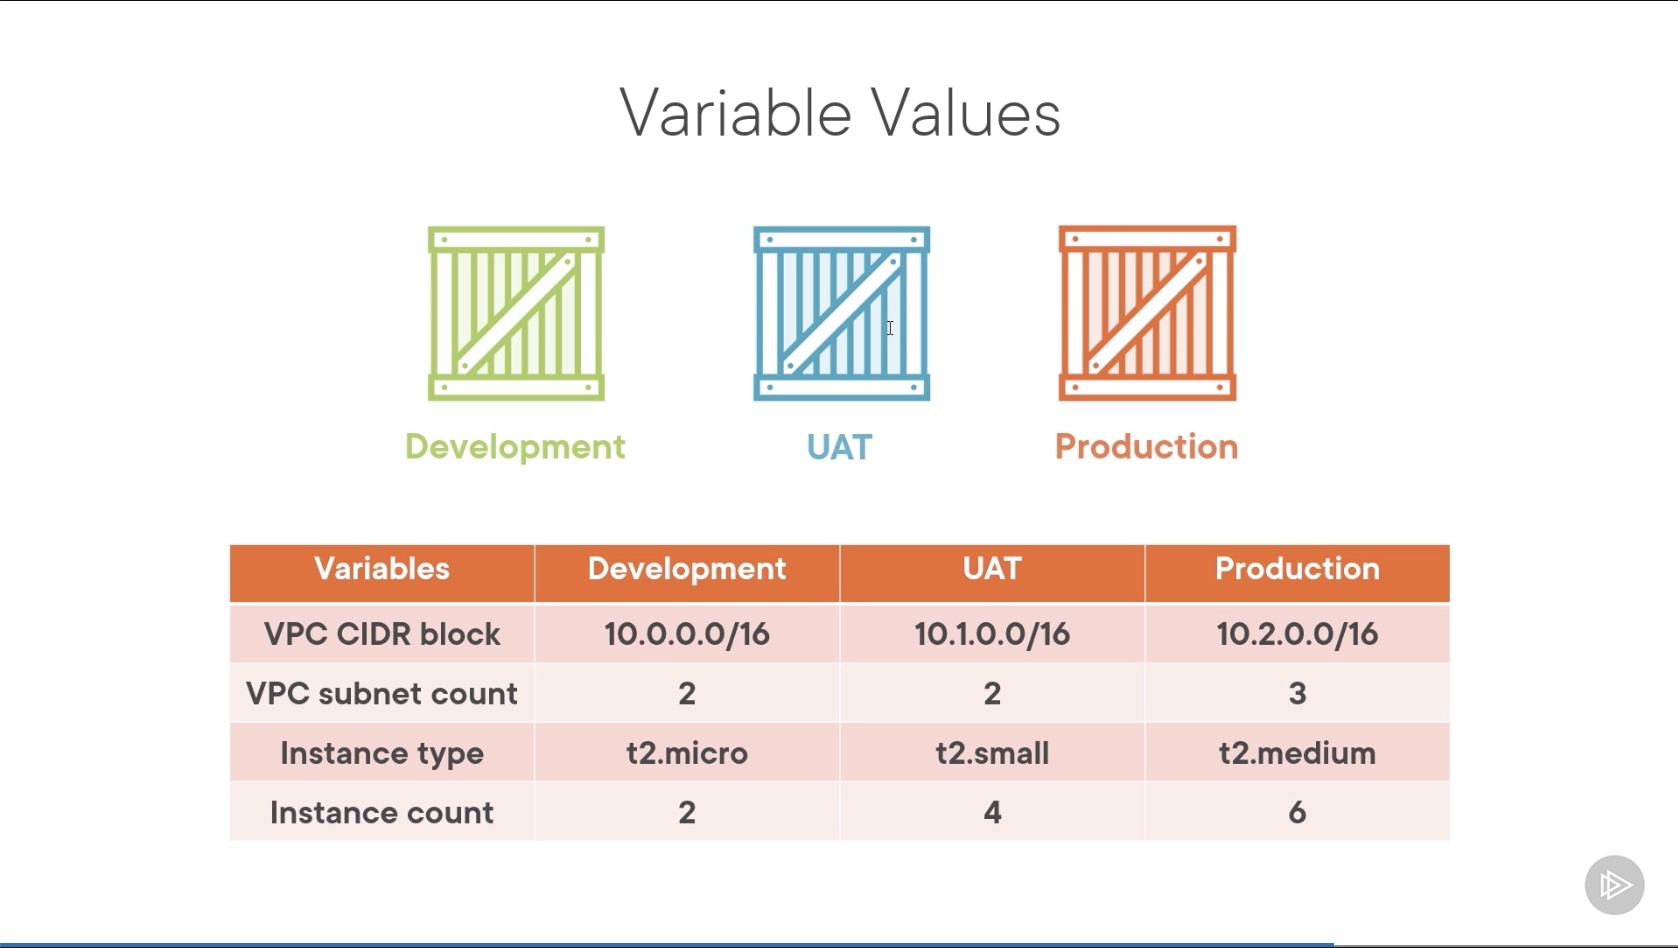 Variable Values
Development UAT Production
Variables Development UAT Production
VPC CIDR block 10.0.0.0/16 10.1.0.0/16 10.2.0.0/16
VPC subnet count 2 2 3
Instance type t2.micro t2.small t2.medium
Instance count 2 4 6